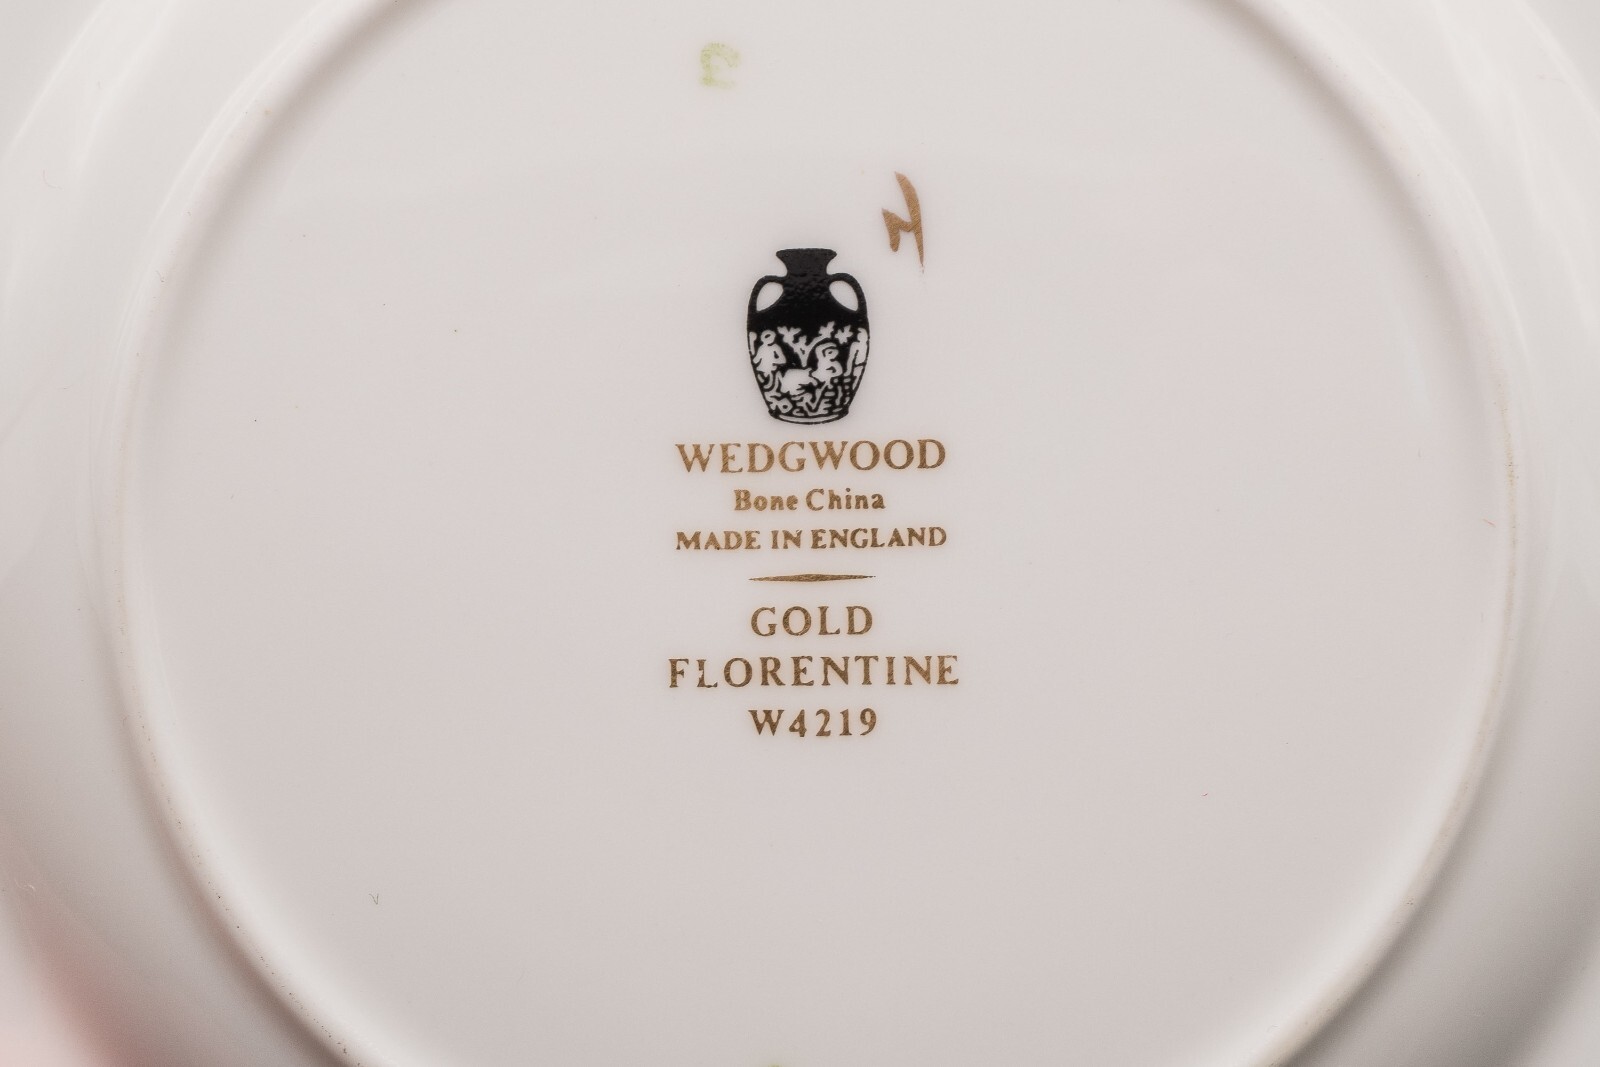 WEDGWOOD
Bone China
MADE IN ENGLAND
GOLD
FLORENTINE
W4219